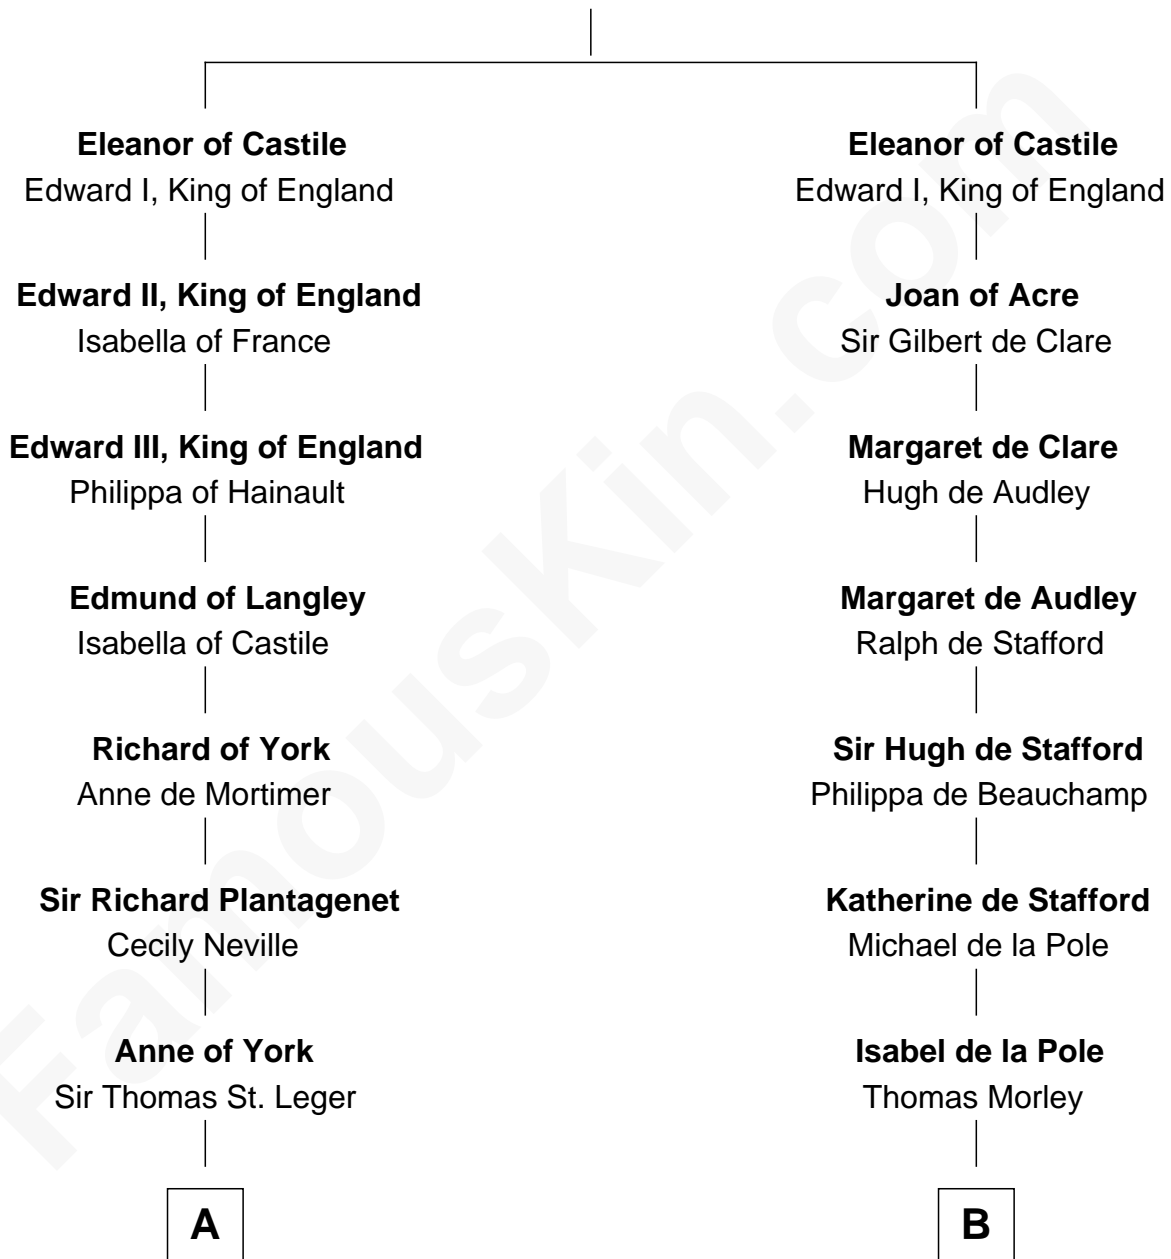 Eleanor of Castile
Edward I, King of England
Edward II, King of England
Isabella of France
Edward III, King of England
Philippa of Hainault
Edmund of Langley
Isabella of Castile
Richard of York
Anne de Mortimer
Sir Richard Plantagenet
Cecily Neville
Anne of York
Sir Thomas St. Leger
A
Eleanor of Castile
Edward I, King of England
Joan of Acre
Sir Gilbert de Clare
Margaret de Clare
Hugh de Audley
Margaret de Audley
Ralph de Stafford
Sir Hugh de Stafford
Philippa de Beauchamp
Katherine de Stafford
Michael de la Pole
Isabel de la Pole
Thomas Morley
B
FamousKin.com